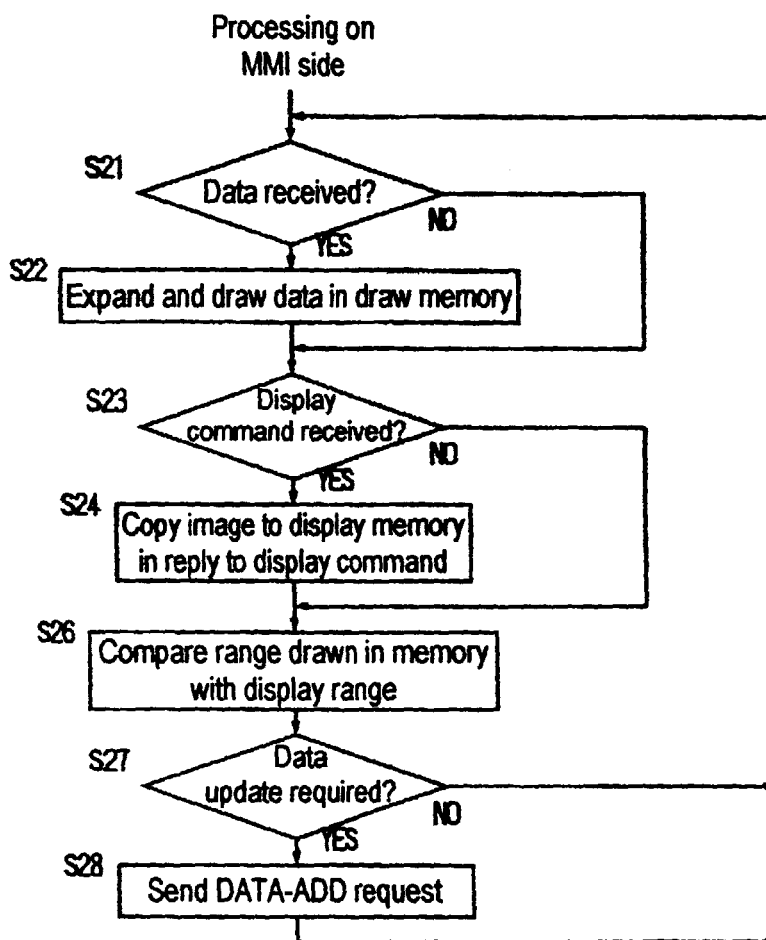 Processing on
MMI side
S21
Data received?
NO
YES
S22
Expand and draw data in draw memory
S23
Display
command received?
NO
YES
S24
Copy image to display memory
in reply to display command
S26
Compare range drawn in memory
with display range
S27
Data
update required?
NO
YES
S28
Send DATA-ADD request